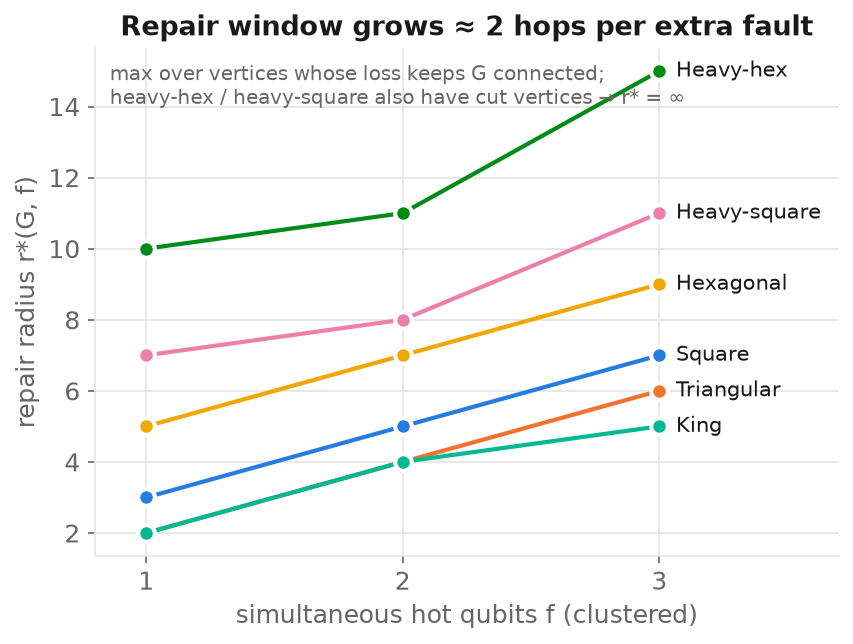 Repair window grows ≈ 2 hops per extra fault
max over vertices whose loss keeps G connected;
heavy-hex / heavy-square also have cut vertices → r* = ∞
Heavy-hex
Heavy-square
Hexagonal
Square
Triangular
King
repair radius r*(G, f)
14
12
10
8
6
4
2
1 2 3
simultaneous hot qubits f (clustered)